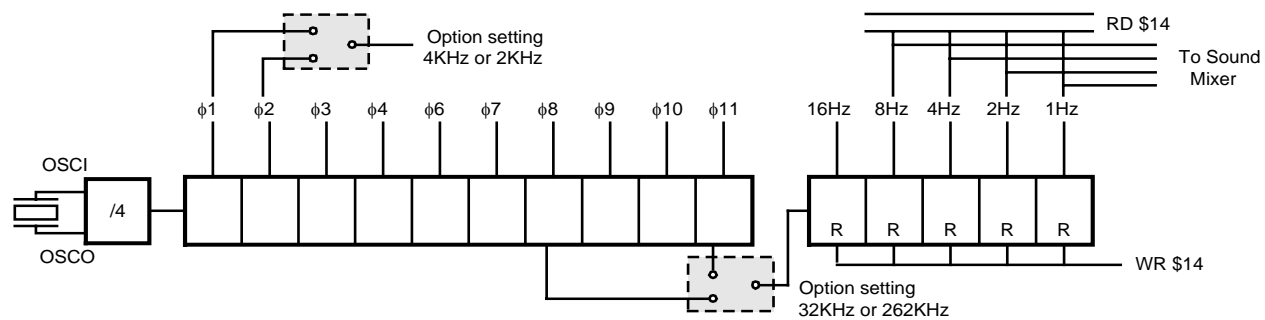 Option setting
4KHz or 2KHz
RD $14
To Sound
Mixer
ϕ1 ϕ2 ϕ3 ϕ4 ϕ6 ϕ7 ϕ8 ϕ9 ϕ10 ϕ11
16Hz 8Hz 4Hz 2Hz 1Hz
OSCI
/4
OSCO
R R R R R
WR $14
Option setting
32KHz or 262KHz